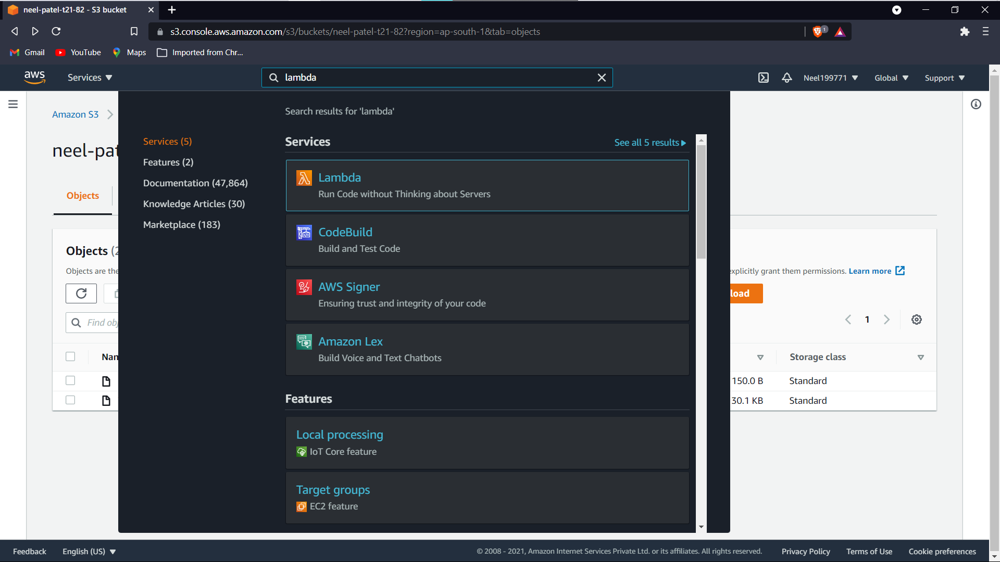 neel-patel-t21-82 - S3 bucket
s3.console.aws.amazon.com/s3/buckets/neel-patel-t21-82?region=ap-south-1&tab=objects
1
Gmail
YouTube
Maps
Imported from Chr...
aws
Services
lambda
Neel199771
Global
Support
Amazon S3
neel-pat
Search results for 'lambda'
Services (5)
Features (2)
Documentation (47,864)
Knowledge Articles (30)
Marketplace (183)
Services
See all 5 results
Lambda
Run Code without Thinking about Servers
CodeBuild
Build and Test Code
AWS Signer
Ensuring trust and integrity of your code
Amazon Lex
Build Voice and Text Chatbots
Features
Local processing
IoT Core feature
Target groups
EC2 feature
Objects
Objects (2
Objects are the
explicitly grant them permissions. Learn more
load
Find obj
1
Nan
Storage class
150.0 B
Standard
30.1 KB
Standard
Feedback
English (US)
© 2008 - 2021, Amazon Internet Services Private Ltd. or its affiliates. All rights reserved.
Privacy Policy
Terms of Use
Cookie preferences